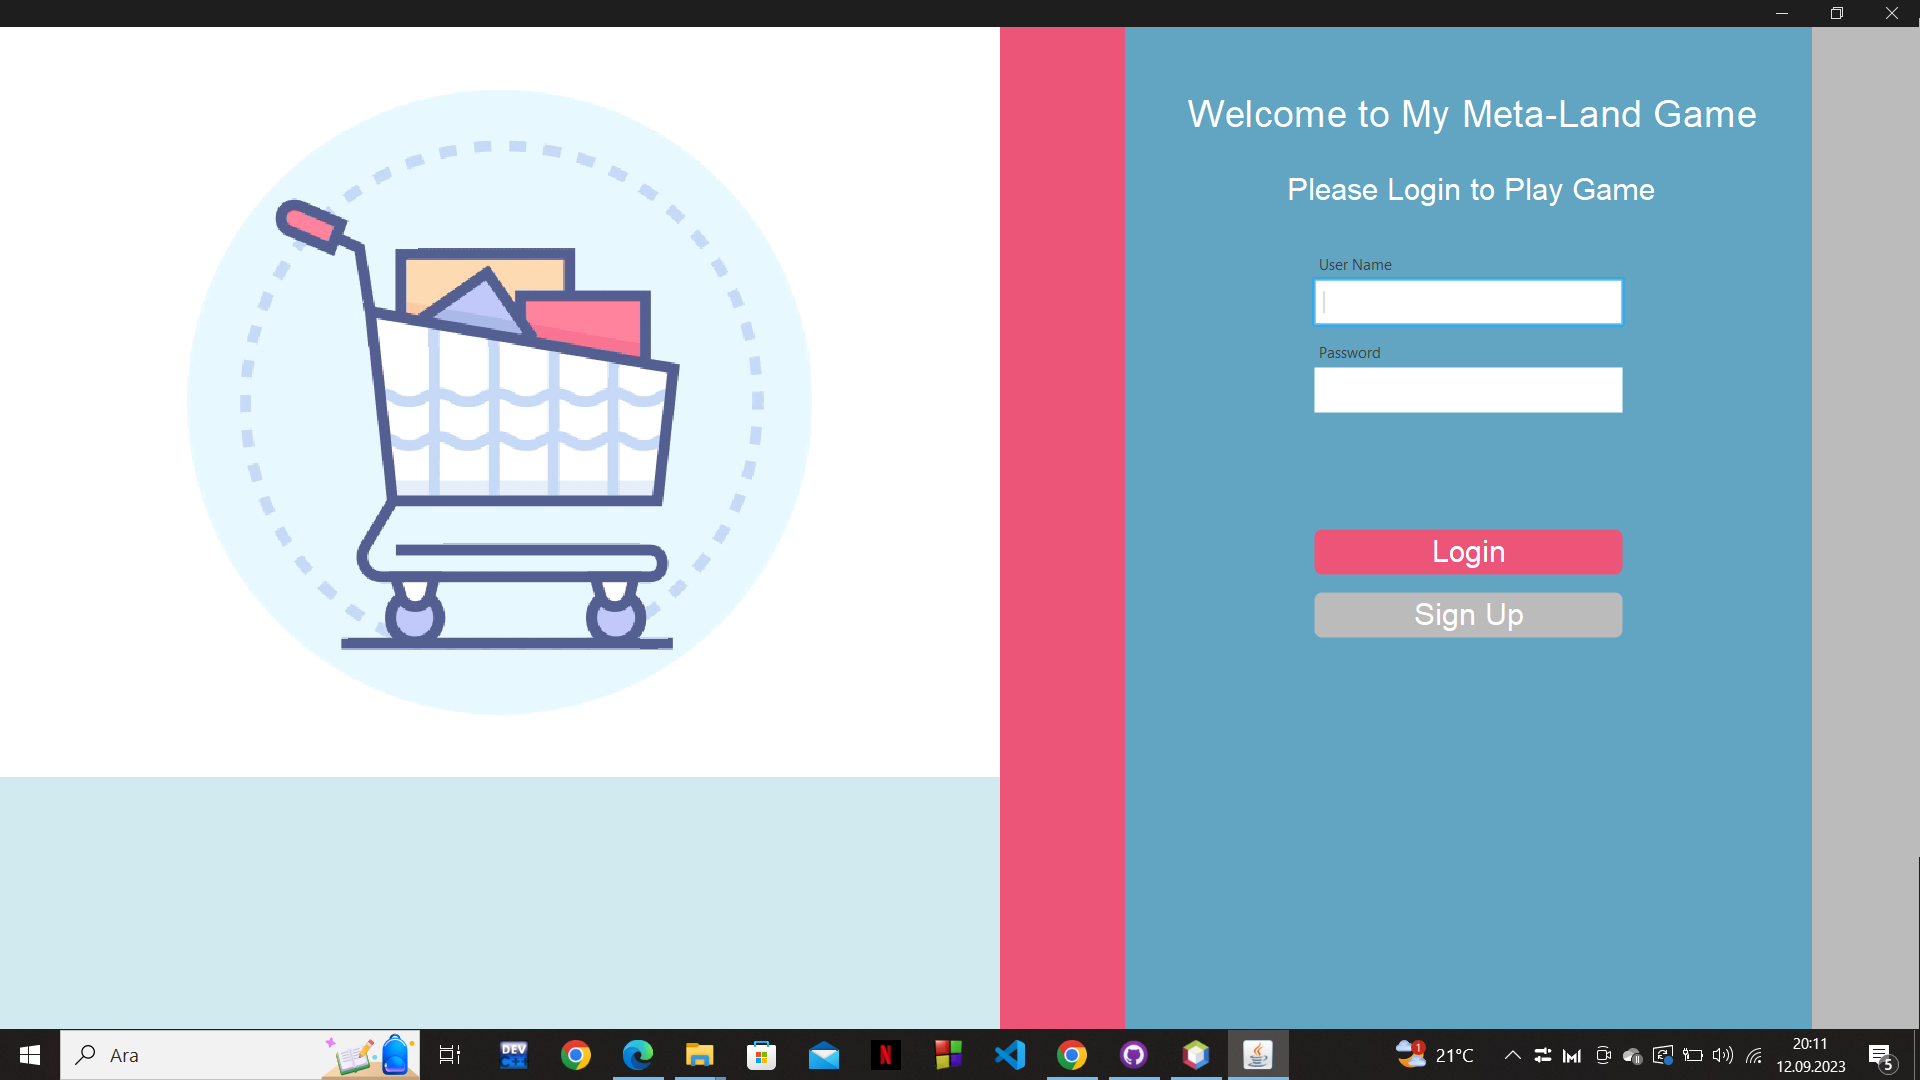 Welcome to My Meta-Land Game
Please Login to Play Game
User Name
Password
Login
Sign Up
Ara
DEV
C++
N
1
21°C
20:11
12.09.2023
5